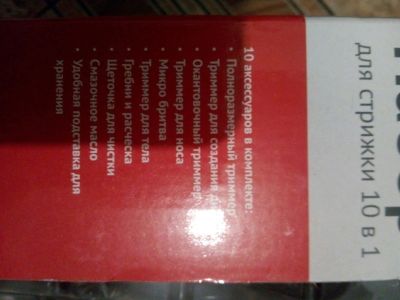 для стрижки 10 в 1
10 аксессуаров в комплекте:
• Полноразмерный триммер
• Триммер для создания
• Окантовочный триммер
• Триммер для носа
• Микро бритва
• Триммер для тела
• Гребни и расческа
• Щеточка для чистки
• Смазочное масло
• Удобная подставка для
хранения